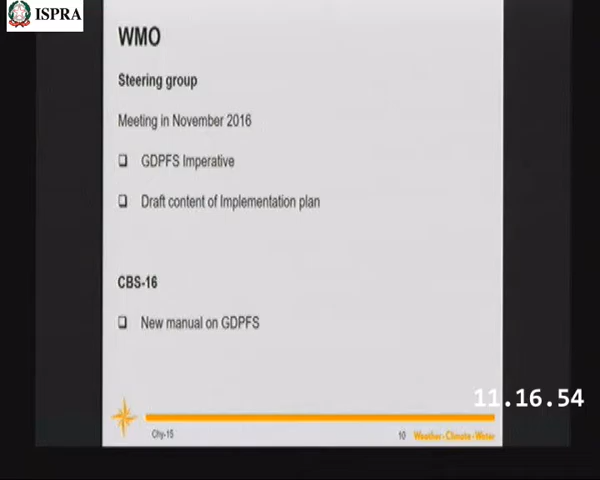 ISPRA
WMO
Steering group
Meeting in November 2016
❑ GDPFS Imperative
❑ Draft content of Implementation plan
CBS-16
❑ New manual on GDPFS
11.16.54
Chy-15
10
Weather • Climate • Water